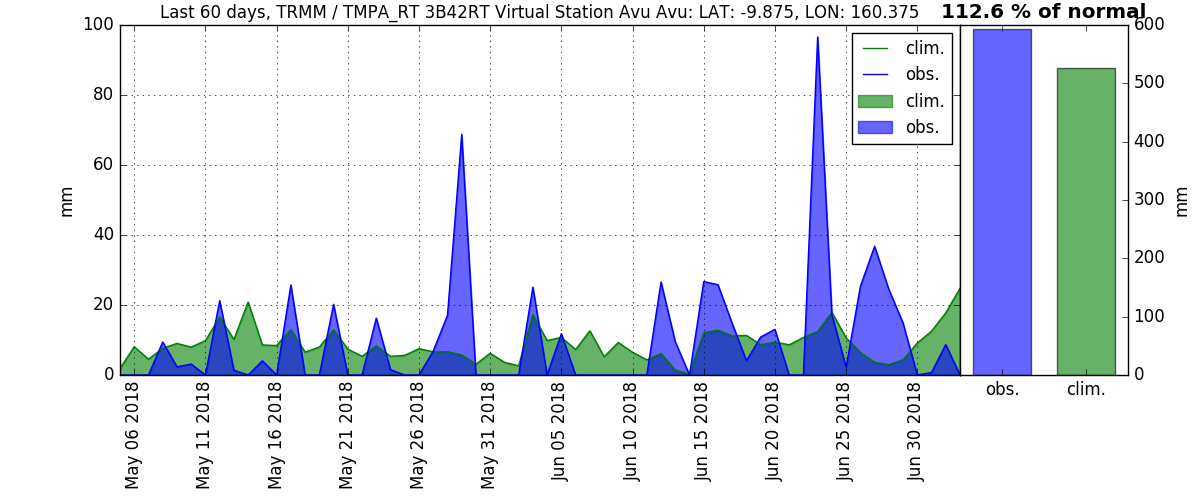 Last 60 days, TRMM / TMPA_RT 3B42RT Virtual Station Avu Avu: LAT: -9.875, LON: 160.375
112.6 % of normal
100
80
60
40
20
0
mm
clim.
obs.
clim.
obs.
600
500
400
300
200
100
0
mm
May 06 2018
May 11 2018
May 16 2018
May 21 2018
May 26 2018
May 31 2018
Jun 05 2018
Jun 10 2018
Jun 15 2018
Jun 20 2018
Jun 25 2018
Jun 30 2018
obs.
clim.